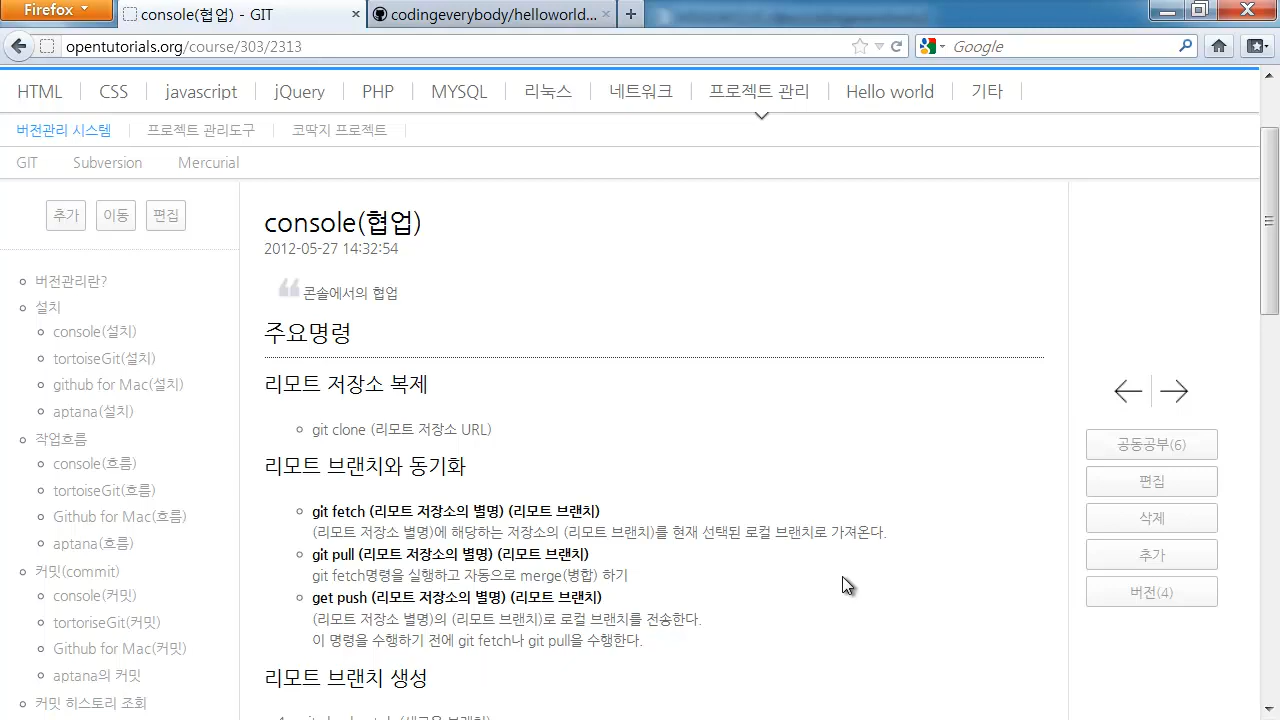 Firefox
console(협업) - GIT
codingeverybody/helloworld...
opentutorials.org/course/303/2313
Google
HTML
CSS
javascript
jQuery
PHP
MYSQL
리눅스
네트워크
프로젝트 관리
Hello world
기타
버전관리 시스템
프로젝트 관리도구
코딱지 프로젝트
GIT
Subversion
Mercurial
추가
이동
편집
버전관리란?
설치
console(설치)
tortoiseGit(설치)
github for Mac(설치)
aptana(설치)
작업흐름
console(흐름)
tortoiseGit(흐름)
Github for Mac(흐름)
aptana(흐름)
커밋(commit)
console(커밋)
tortoriseGit(커밋)
Github for Mac(커밋)
aptana의 커밋
커밋 히스토리 조회
console(협업)
2012-05-27 14:32:54
콘솔에서의 협업
주요명령
리모트 저장소 복제
git clone (리모트 저장소 URL)
리모트 브랜치와 동기화
git fetch (리모트 저장소의 별명) (리모트 브랜치)
(리모트 저장소 별명)에 해당하는 저장소의 (리모트 브랜치)를 현재 선택된 로컬 브랜치로 가져온다.
git pull (리모트 저장소의 별명) (리모트 브랜치)
git fetch명령을 실행하고 자동으로 merge(병합) 하기
get push (리모트 저장소의 별명) (리모트 브랜치)
(리모트 저장소 별명)의 (리모트 브랜치)로 로컬 브랜치를 전송한다.
이 명령을 수행하기 전에 git fetch나 git pull을 수행한다.
리모트 브랜치 생성
공동공부(6)
편집
삭제
추가
버전(4)